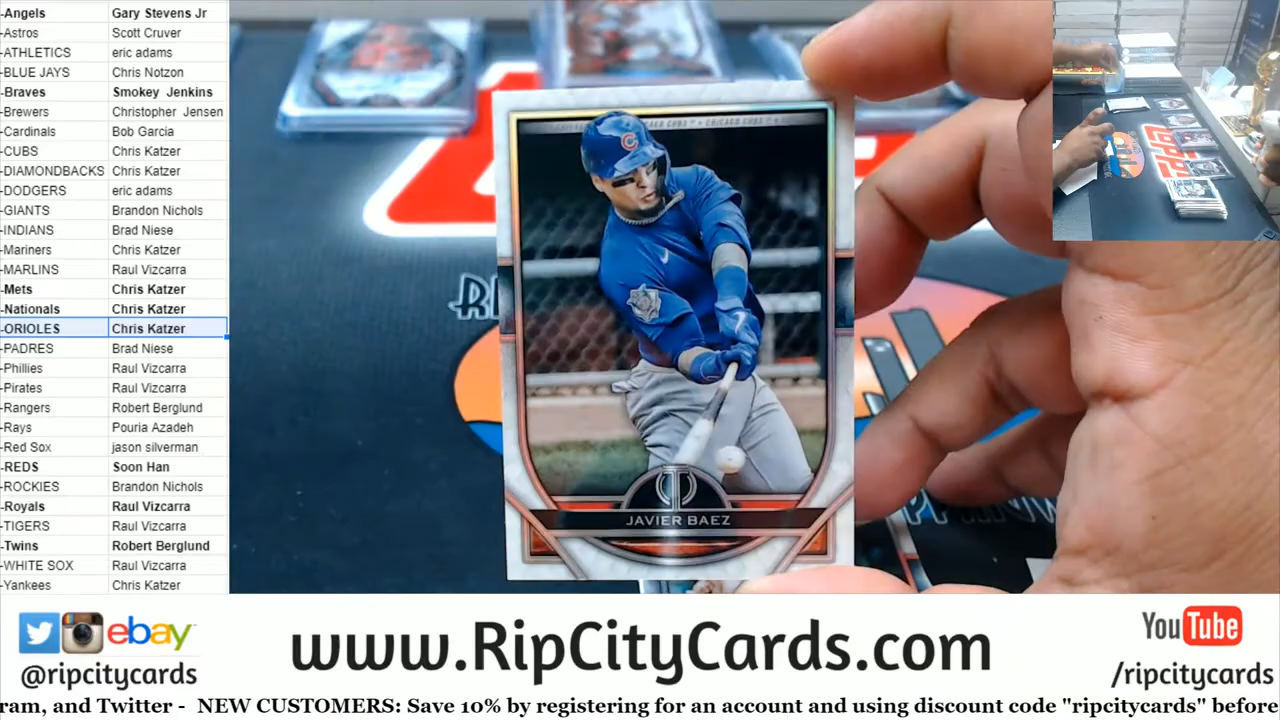 -Angels Gary Stevens Jr
-Astros Scott Cruver
-ATHLETICS eric adams
-BLUE JAYS Chris Notzon
-Braves Smokey Jenkins
-Brewers Christopher Jensen
-Cardinals Bob Garcia
-CUBS Chris Katzer
-DIAMONDBACKS Chris Katzer
-DODGERS eric adams
-GIANTS Brandon Nichols
-INDIANS Brad Niese
-Mariners Chris Katzer
-MARLINS Raul Vizcarra
-Mets Chris Katzer
-Nationals Chris Katzer
-ORIOLES Chris Katzer
-PADRES Brad Niese
-Phillies Raul Vizcarra
-Pirates Raul Vizcarra
-Rangers Robert Berglund
-Rays Pouria Azadeh
-Red Sox jason silverman
-REDS Soon Han
-ROCKIES Brandon Nichols
-Royals Raul Vizcarra
-TIGERS Raul Vizcarra
-Twins Robert Berglund
-WHITE SOX Raul Vizcarra
-Yankees Chris Katzer
CHICAGO CUBS
C
JAVIER BAEZ
ebay
@ripcitycards
www.RipCityCards.com
YouTube
/ripcitycards
ram, and Twitter - NEW CUSTOMERS: Save 10% by registering for an account and using discount code "ripcitycards" before